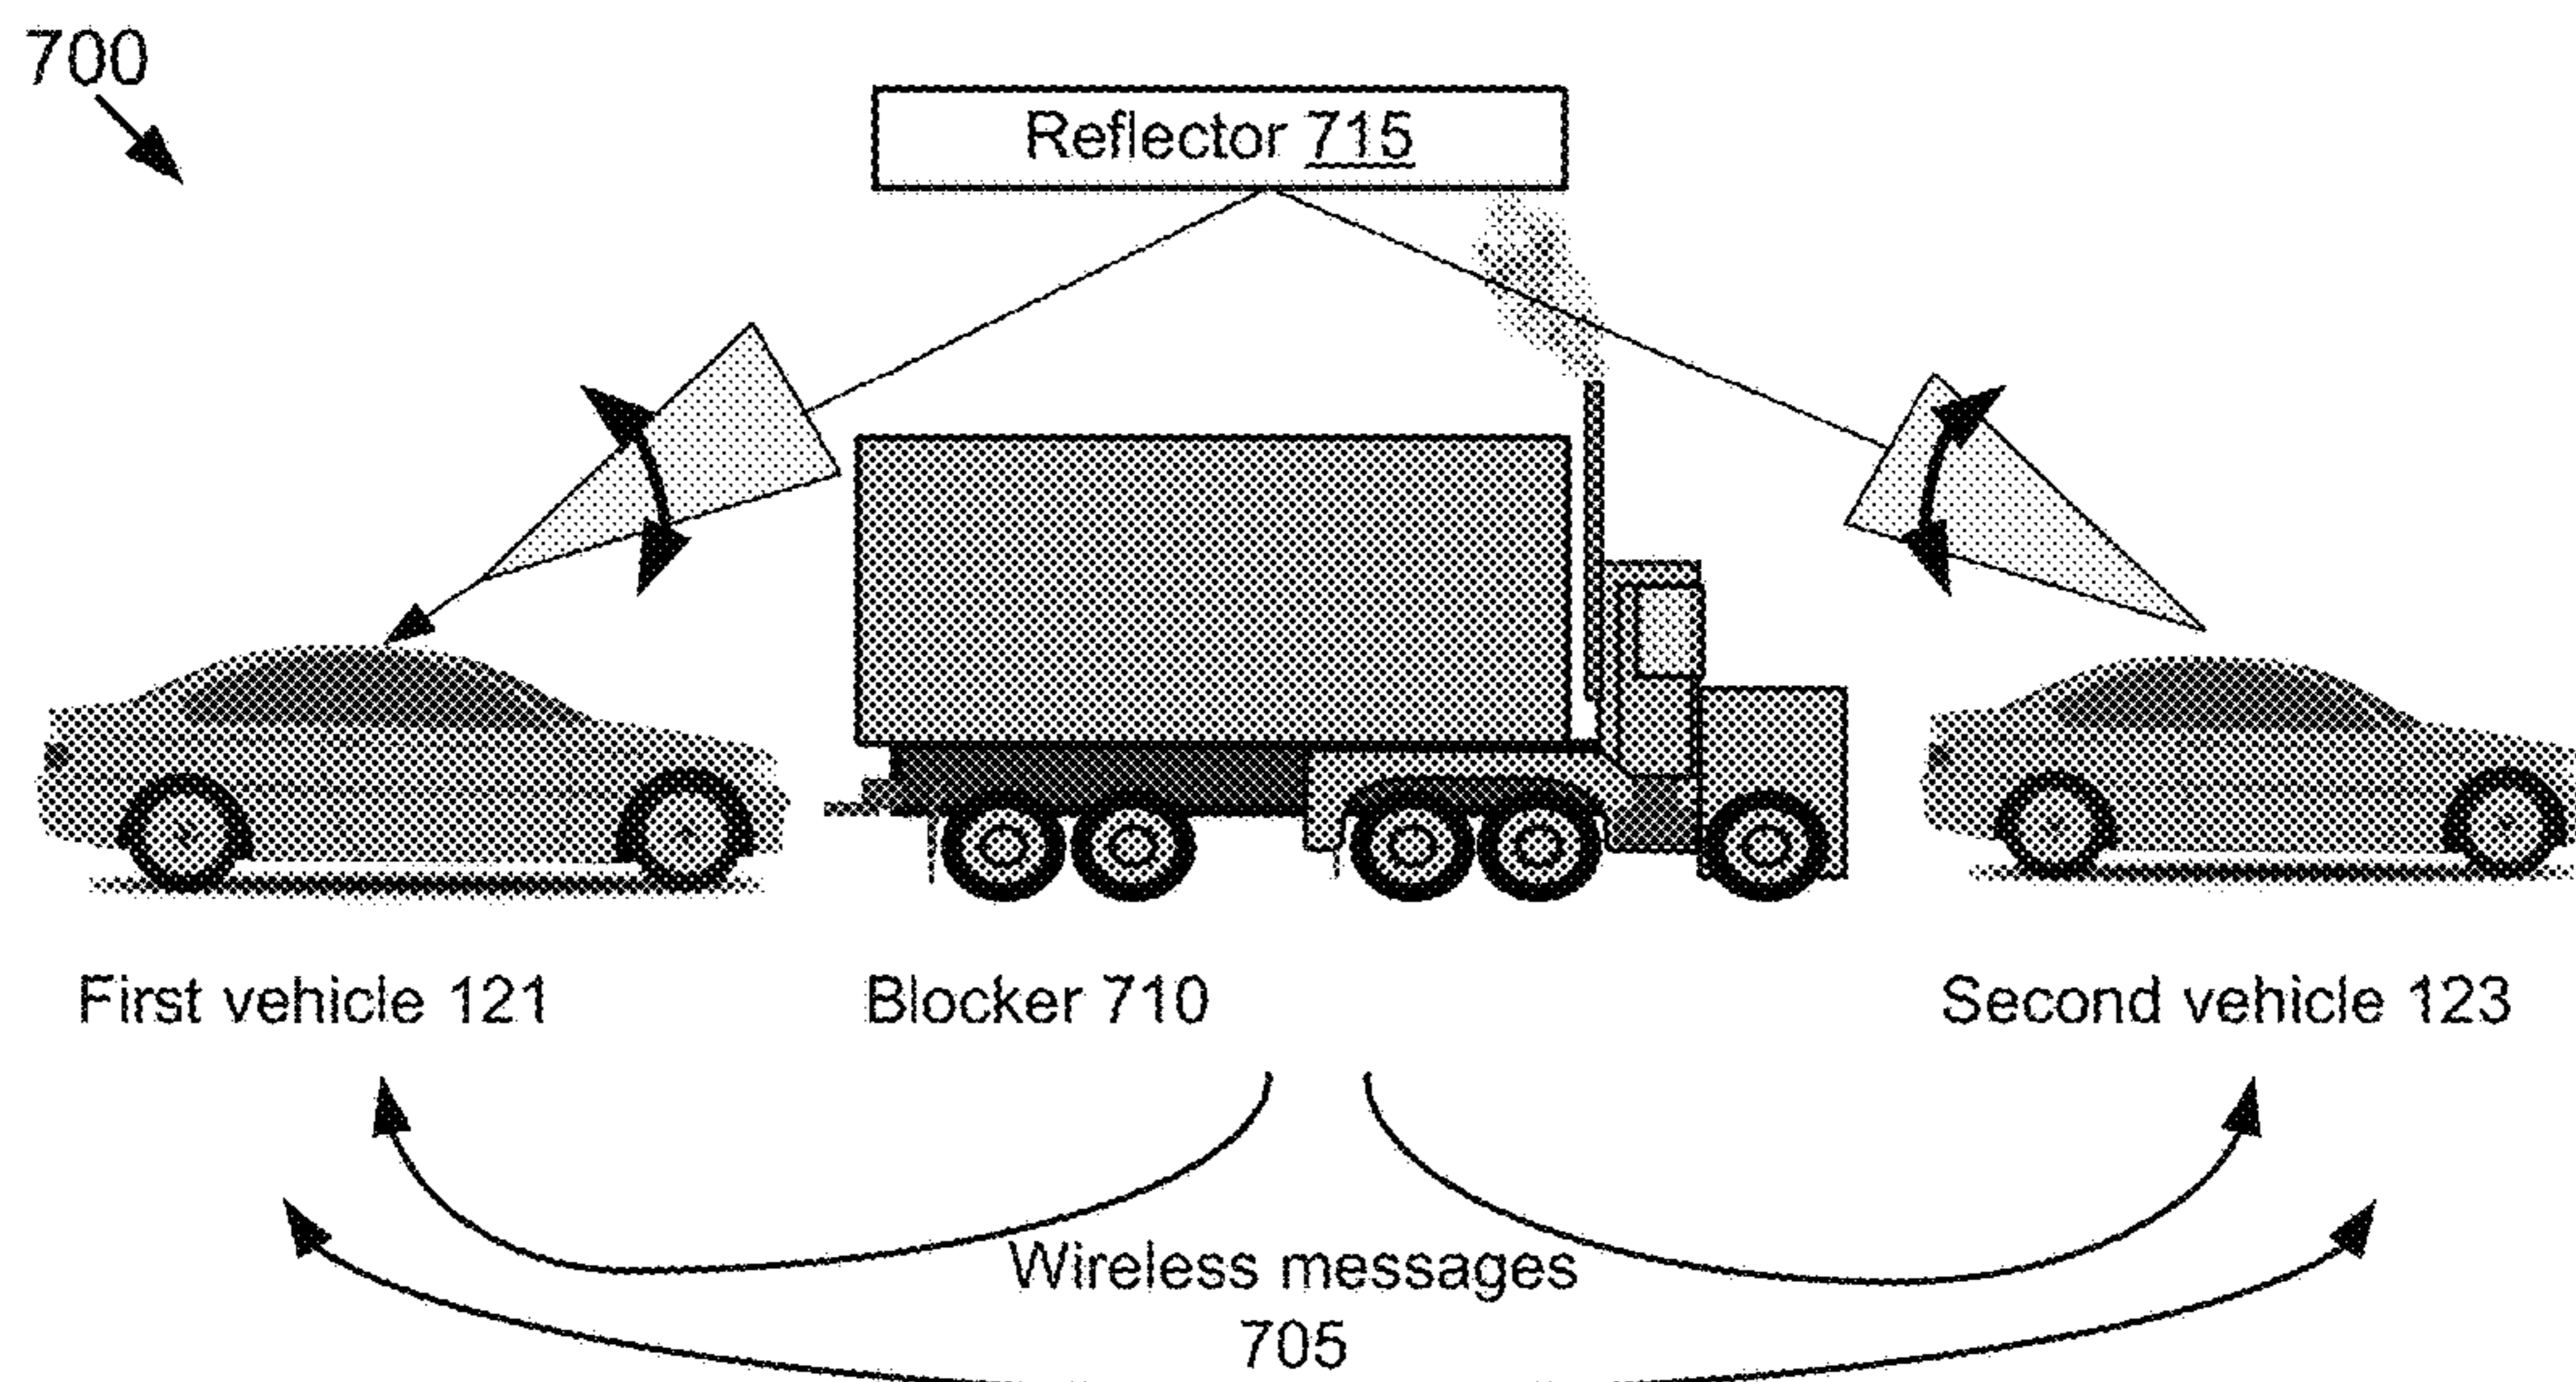 700
Reflector 715
First vehicle 121
Blocker 710
Second vehicle 123
Wireless messages
705